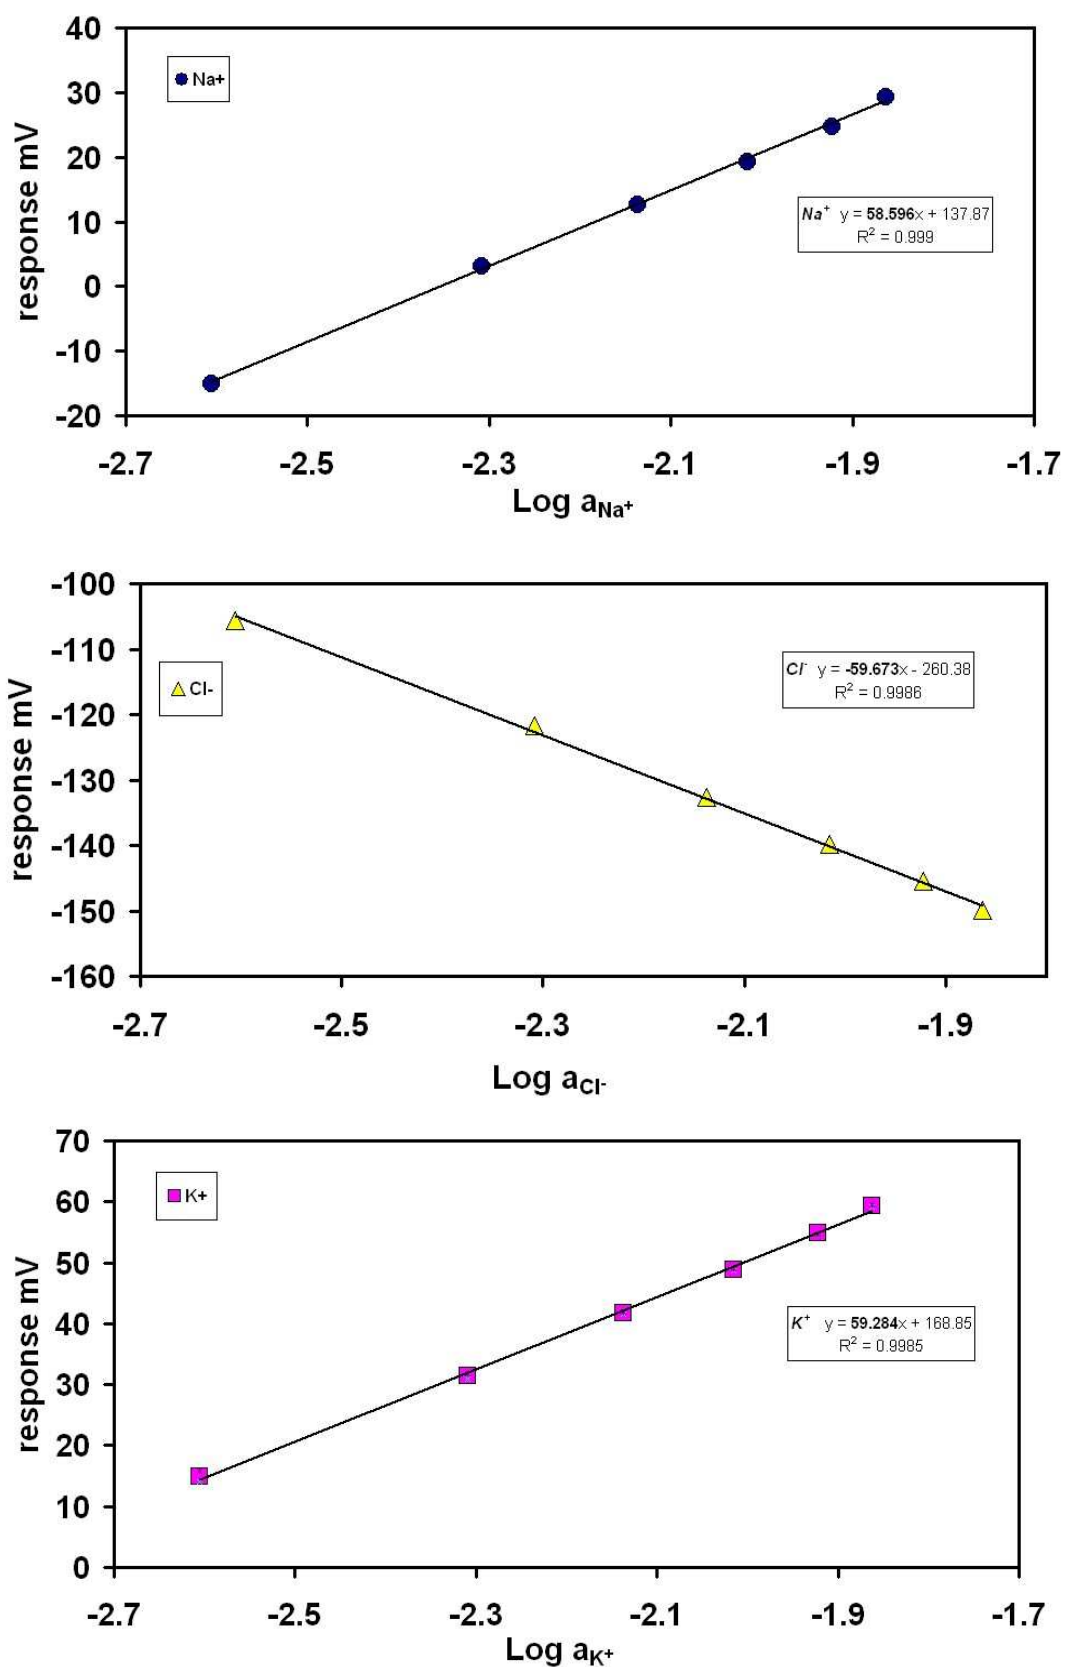 40
30
20
10
0
-10
-20
response mV
Na+
Na+ y = 58.596x + 137.87
R² = 0.999
-2.7 -2.5 -2.3 -2.1 -1.9 -1.7
Log aNa+
-100
-110
-120
-130
-140
-150
-160
response mV
Cl-
Cl- y = -59.673x - 260.38
R² = 0.9986
-2.7 -2.5 -2.3 -2.1 -1.9
Log aCl-
70
60
50
40
30
20
10
0
response mV
K+
K+ y = 59.284x + 168.85
R² = 0.9985
-2.7 -2.5 -2.3 -2.1 -1.9 -1.7
Log aK+